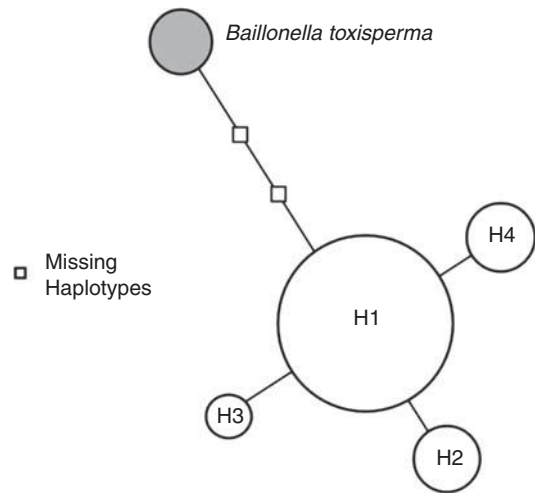 Baillonella toxisperma
H4
Missing
Haplotypes
H1
H3
H2